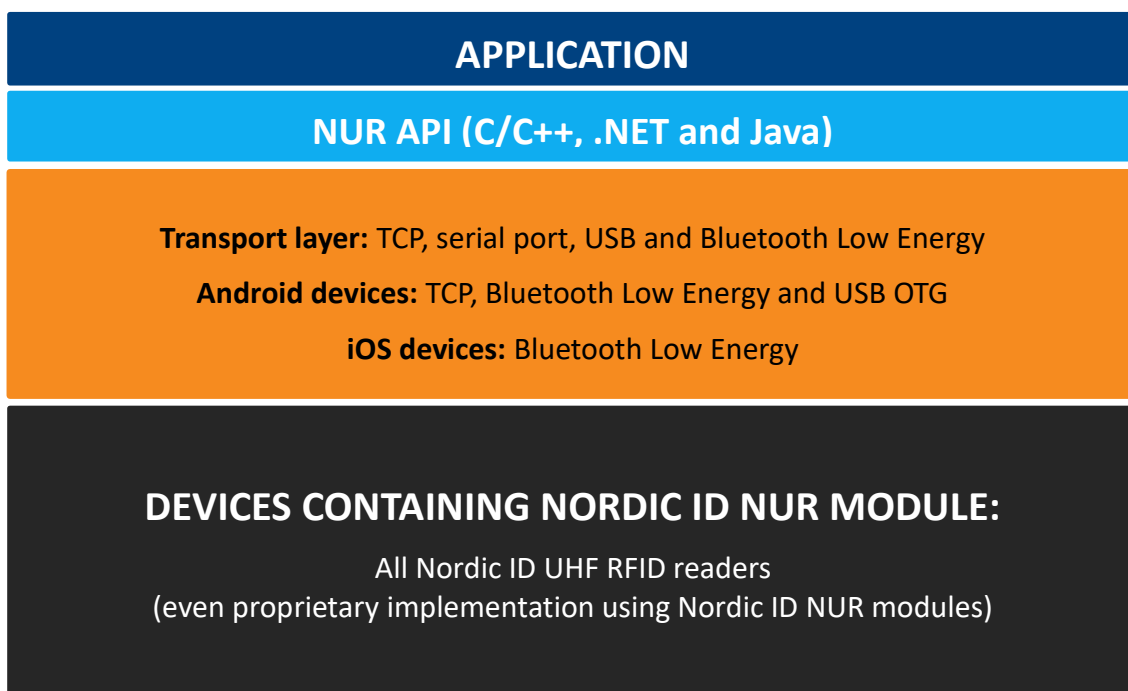 APPLICATION
NUR API (C/C++, .NET and Java)
Transport layer: TCP, serial port, USB and Bluetooth Low Energy
Android devices: TCP, Bluetooth Low Energy and USB OTG
iOS devices: Bluetooth Low Energy
DEVICES CONTAINING NORDIC ID NUR MODULE:
All Nordic ID UHF RFID readers
(even proprietary implementation using Nordic ID NUR modules)